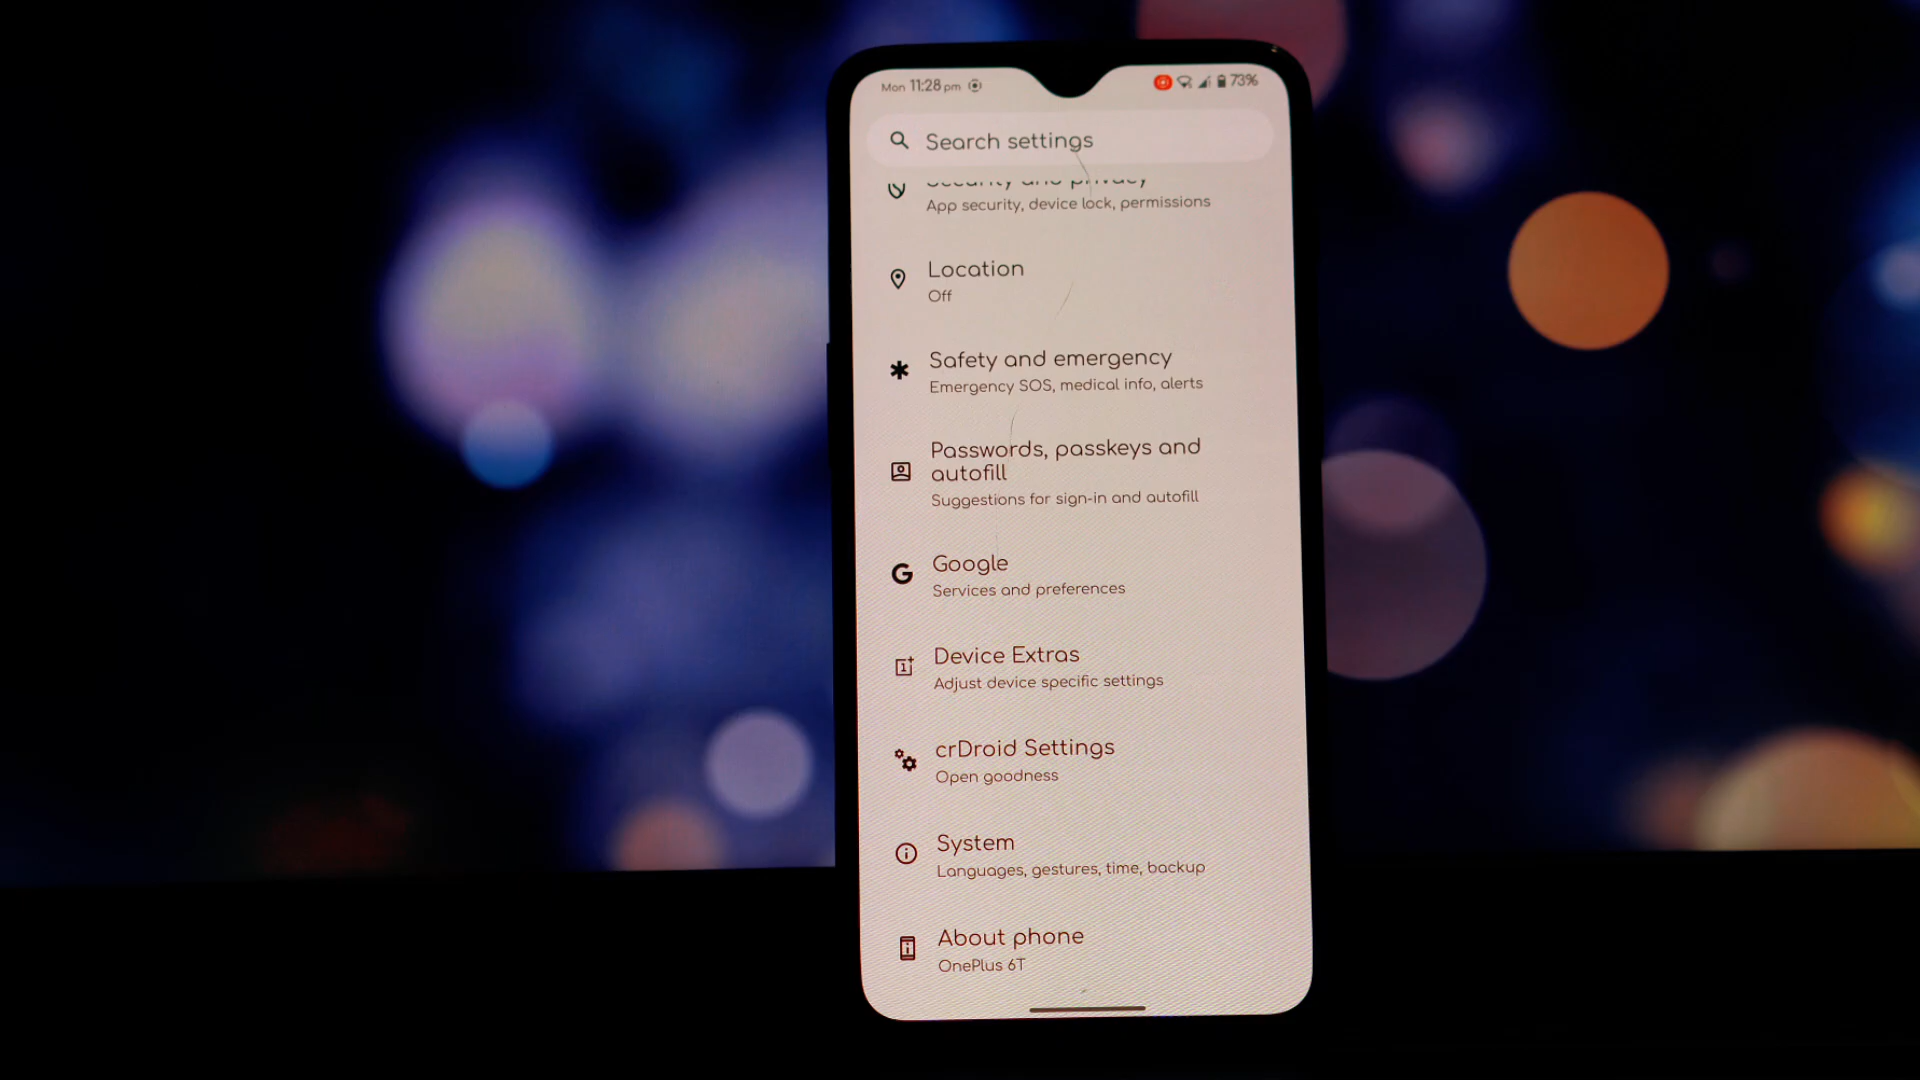 Mon 11:28 pm 73%
Search settings
Security and privacy
App security, device lock, permissions
Location
Off
Safety and emergency
Emergency SOS, medical info, alerts
Passwords, passkeys and
autofill
Suggestions for sign-in and autofill
Google
Services and preferences
Device Extras
Adjust device specific settings
crDroid Settings
Open goodness
System
Languages, gestures, time, backup
About phone
OnePlus 6T